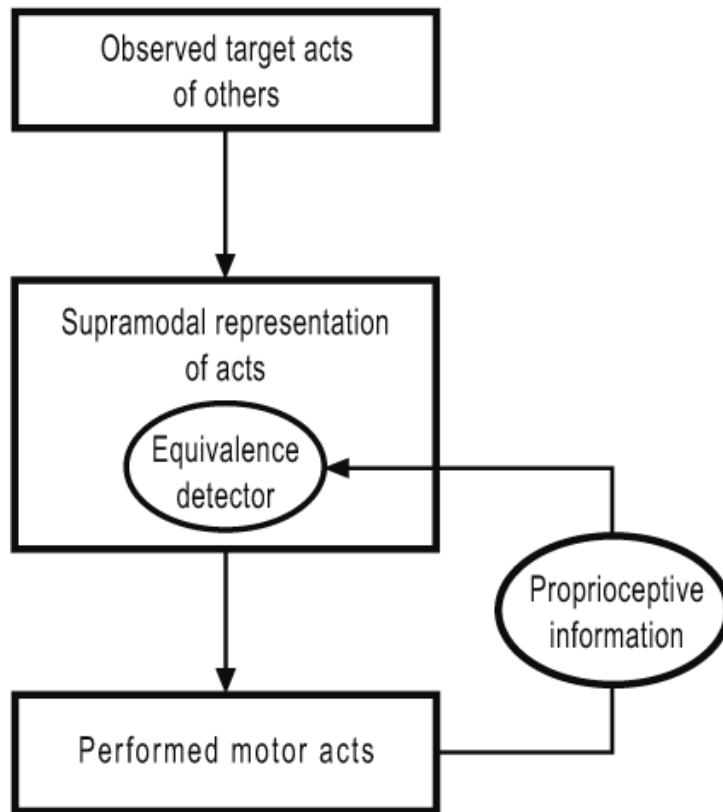 Observed target acts
of others
Supramodal representation
of acts
Equivalence
detector
Proprioceptive
information
Performed motor acts